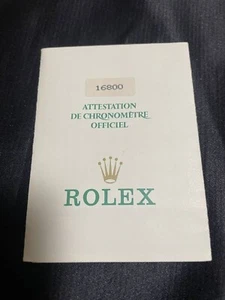 16800
ATTESTATION
DE CHRONOMÈTRE
OFFICIEL
ROLEX